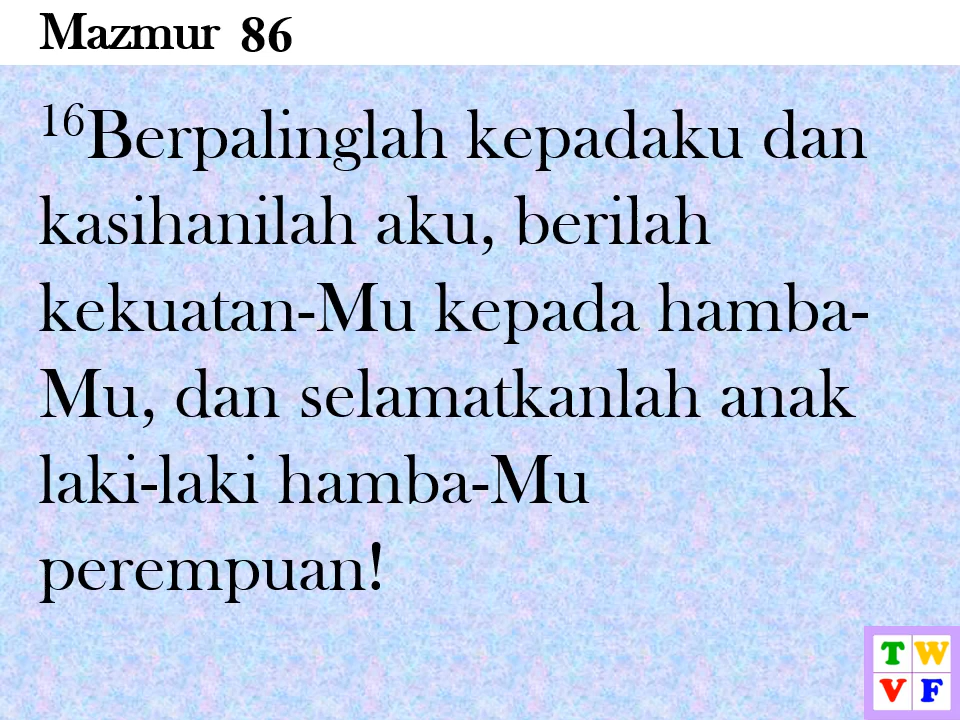 Mazmur 86
16Berpalinglah kepadaku dan
kasihanilah aku, berilah
kekuatan-Mu kepada hamba-
Mu, dan selamatkanlah anak
laki-laki hamba-Mu
perempuan!
T W
V F